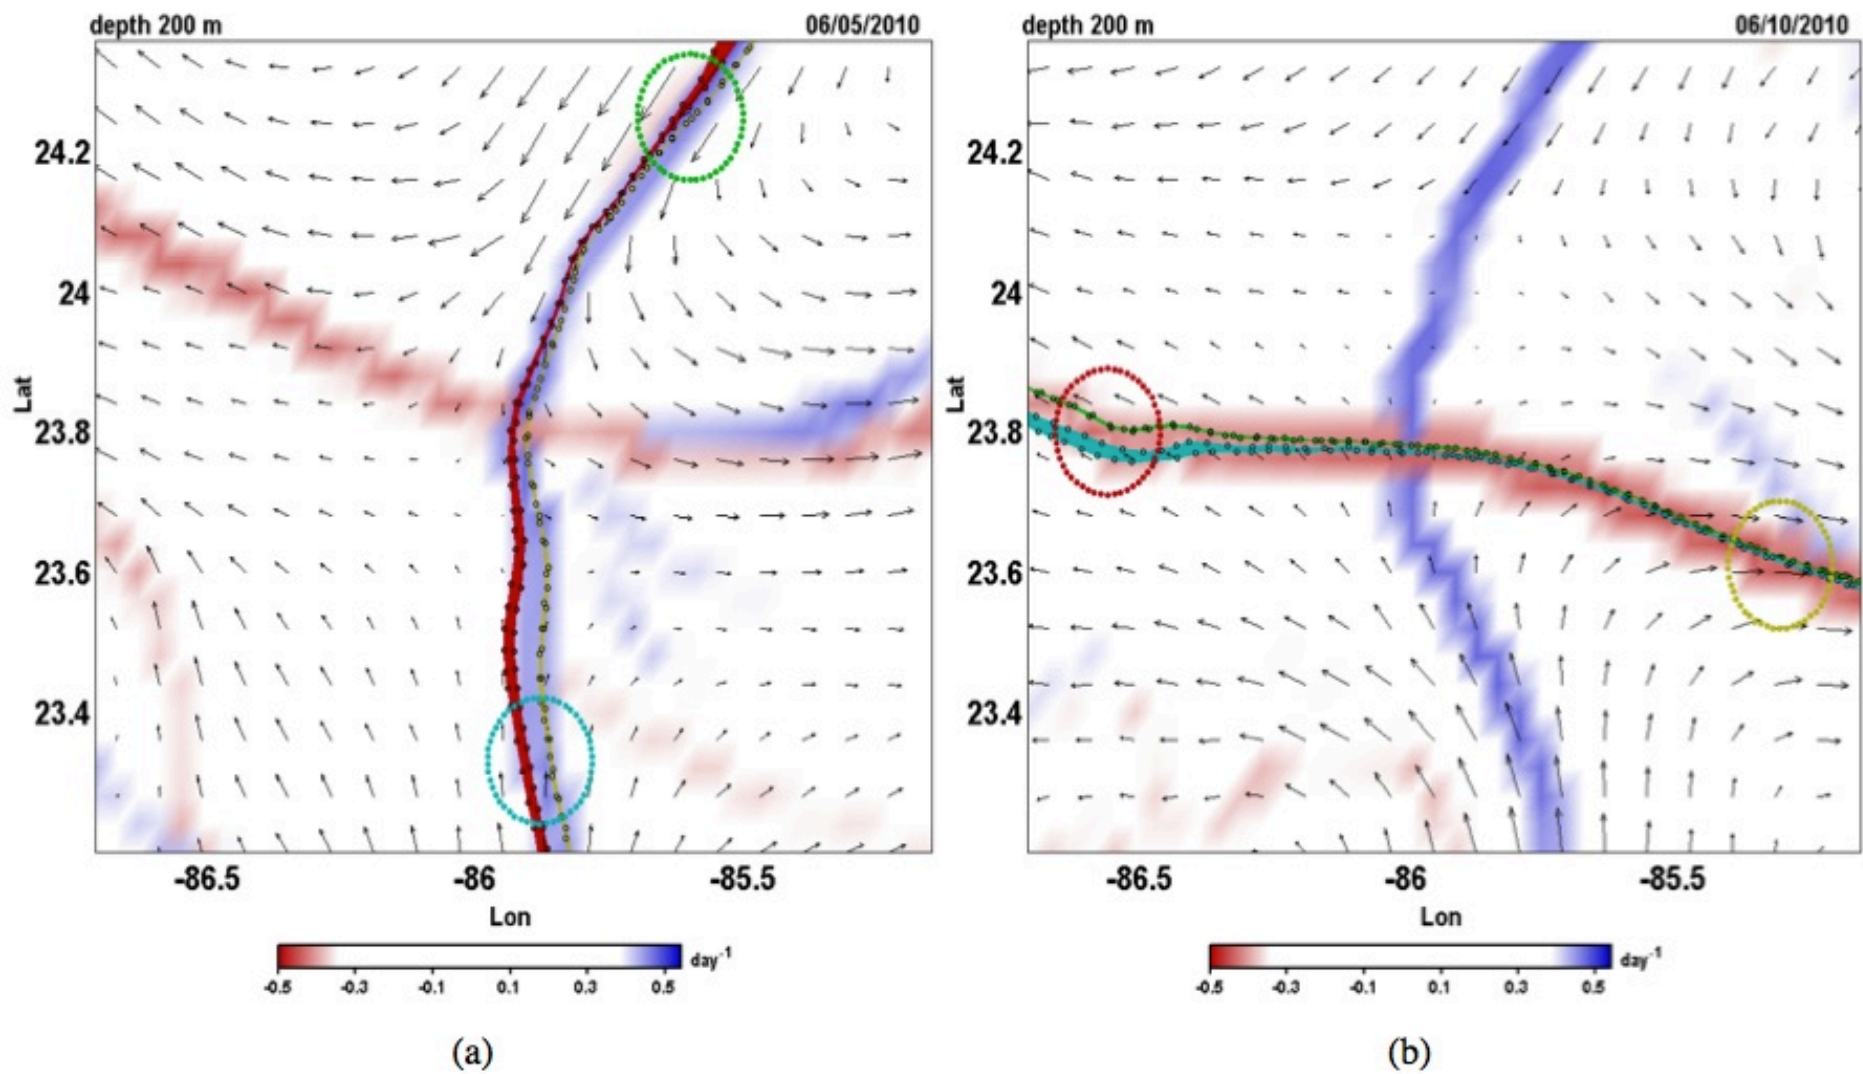 depth 200 m 06/05/2010
24.2
24
Lat
23.8
23.6
23.4
-86.5 -86 -85.5
Lon
day-1
-0.5 -0.3 -0.1 0.1 0.3 0.5
(a)
depth 200 m 06/10/2010
24.2
24
Lat
23.8
23.6
23.4
-86.5 -86 -85.5
Lon
day-1
-0.5 -0.3 -0.1 0.1 0.3 0.5
(b)